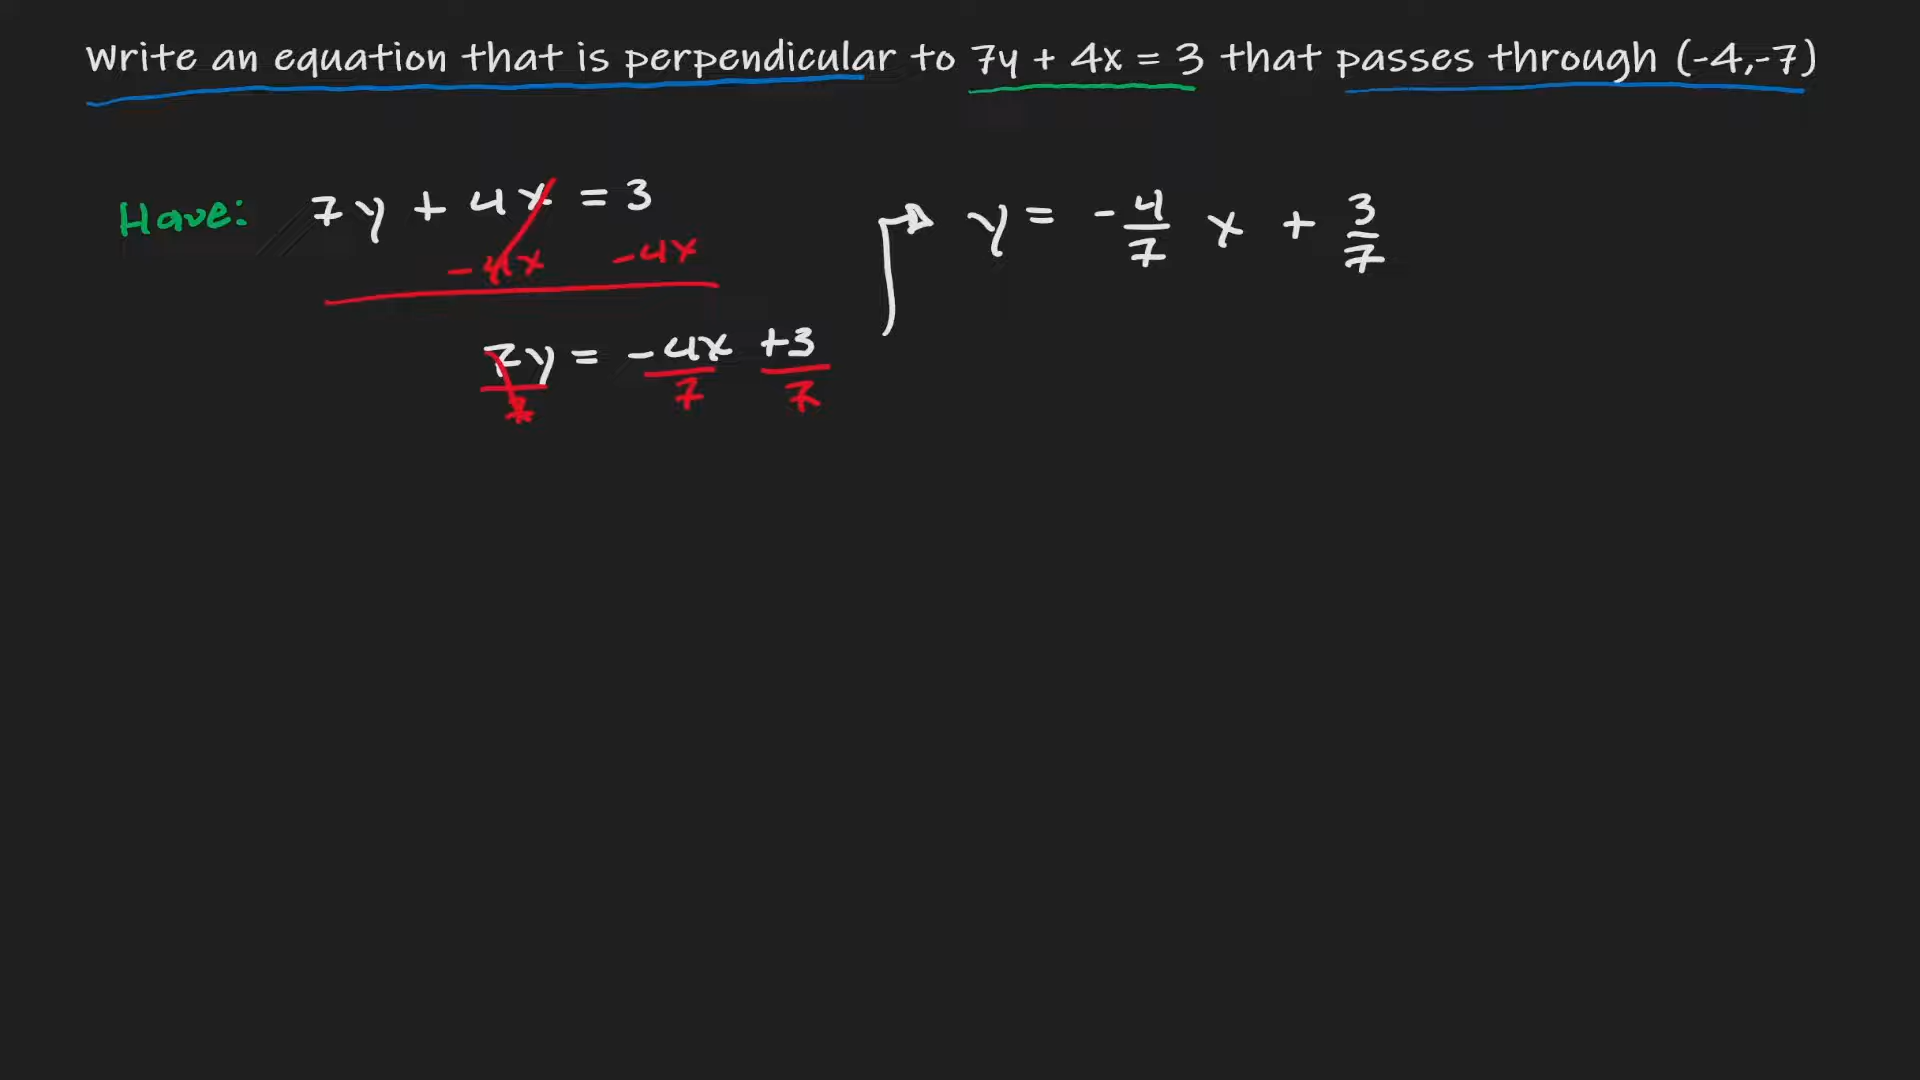 Write an equation that is perpendicular to 7y + 4x = 3 that passes through (-4,-7)
Have: 7y + 4x = 3
-4x -4x
7y = -4x +3
7 7 7
y = -4/7 x + 3/7